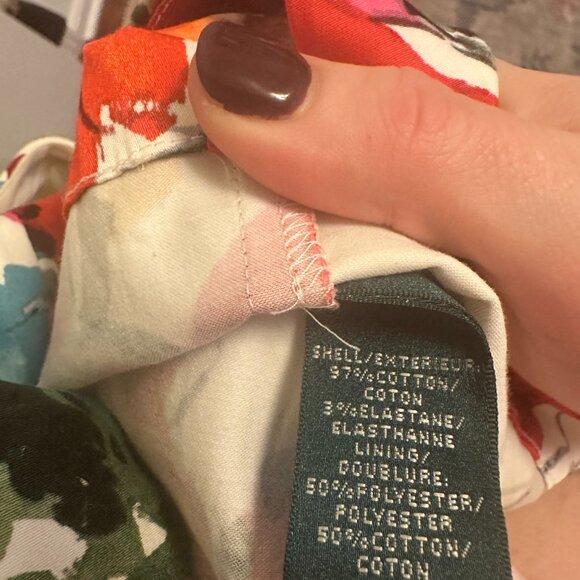 SHELL/EXTERIEUR:
97%COTTON/
COTON
3%ELASTANE/
ELASTHANNE
LINING/
DOUBLURE:
50%POLYESTER/
POLYESTER
50%COTTON/
COTON